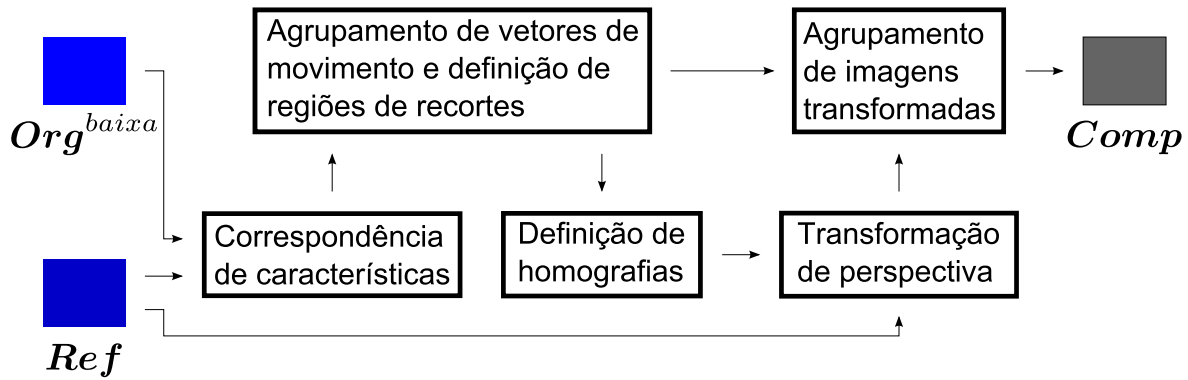 Agrupamento de vetores de
movimento e definição de
regiões de recortes
Agrupamento
de imagens
transformadas
Org^baixa
Comp
Correspondência
de características
Definição de
homografias
Transformação
de perspectiva
Ref